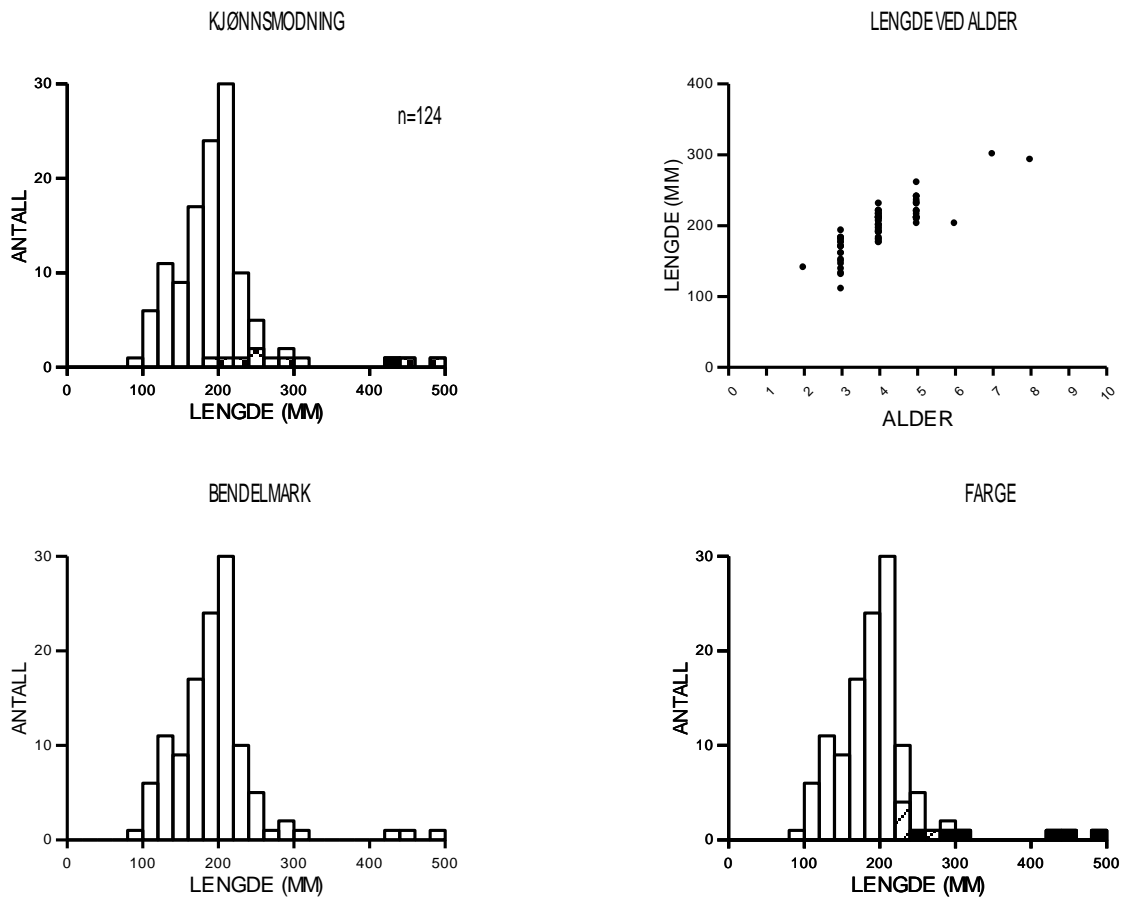 KJØNNSMODNING
30
20
10
0
ANTALL
n=124
0 100 200 300 400 500
LENGDE (MM)
LENGDE VED ALDER
400
300
200
100
0
LENGDE (MM)
0 1 2 3 4 5 6 7 8 9 10
ALDER
BENDELMARK
30
20
10
0
ANTALL
0 100 200 300 400 500
LENGDE (MM)
FARGE
30
20
10
0
ANTALL
0 100 200 300 400 500
LENGDE (MM)